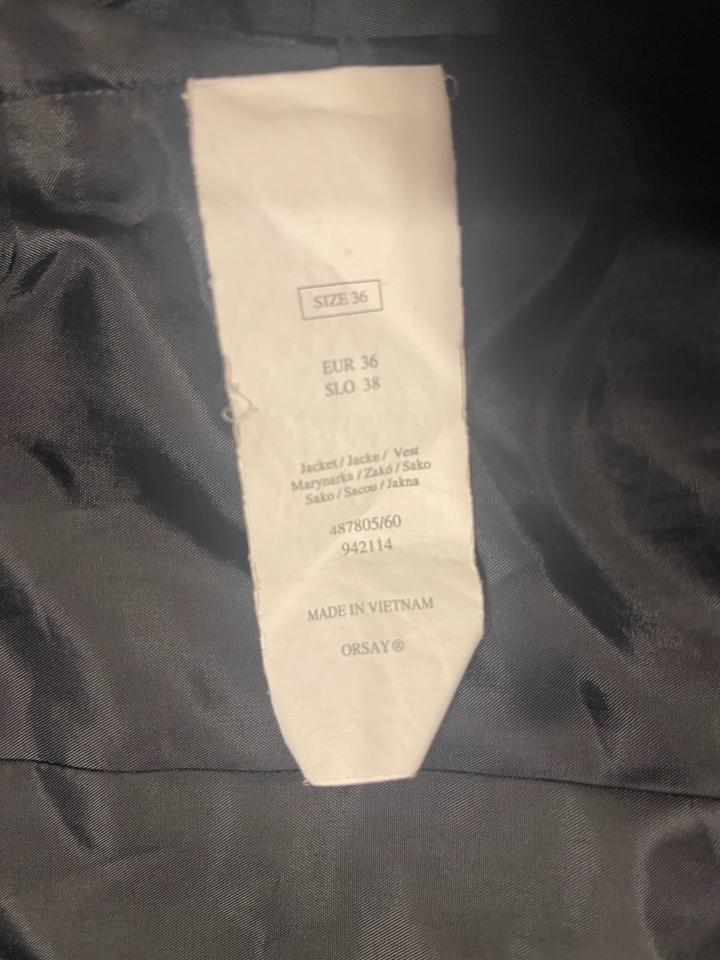 SIZE 36
EUR 36
SLO 38
Jacket / Jacke / Vest
Marynarka / Zakó / Sako
Sako / Sacou / Jakna
487805/60
942114
MADE IN VIETNAM
ORSAY®